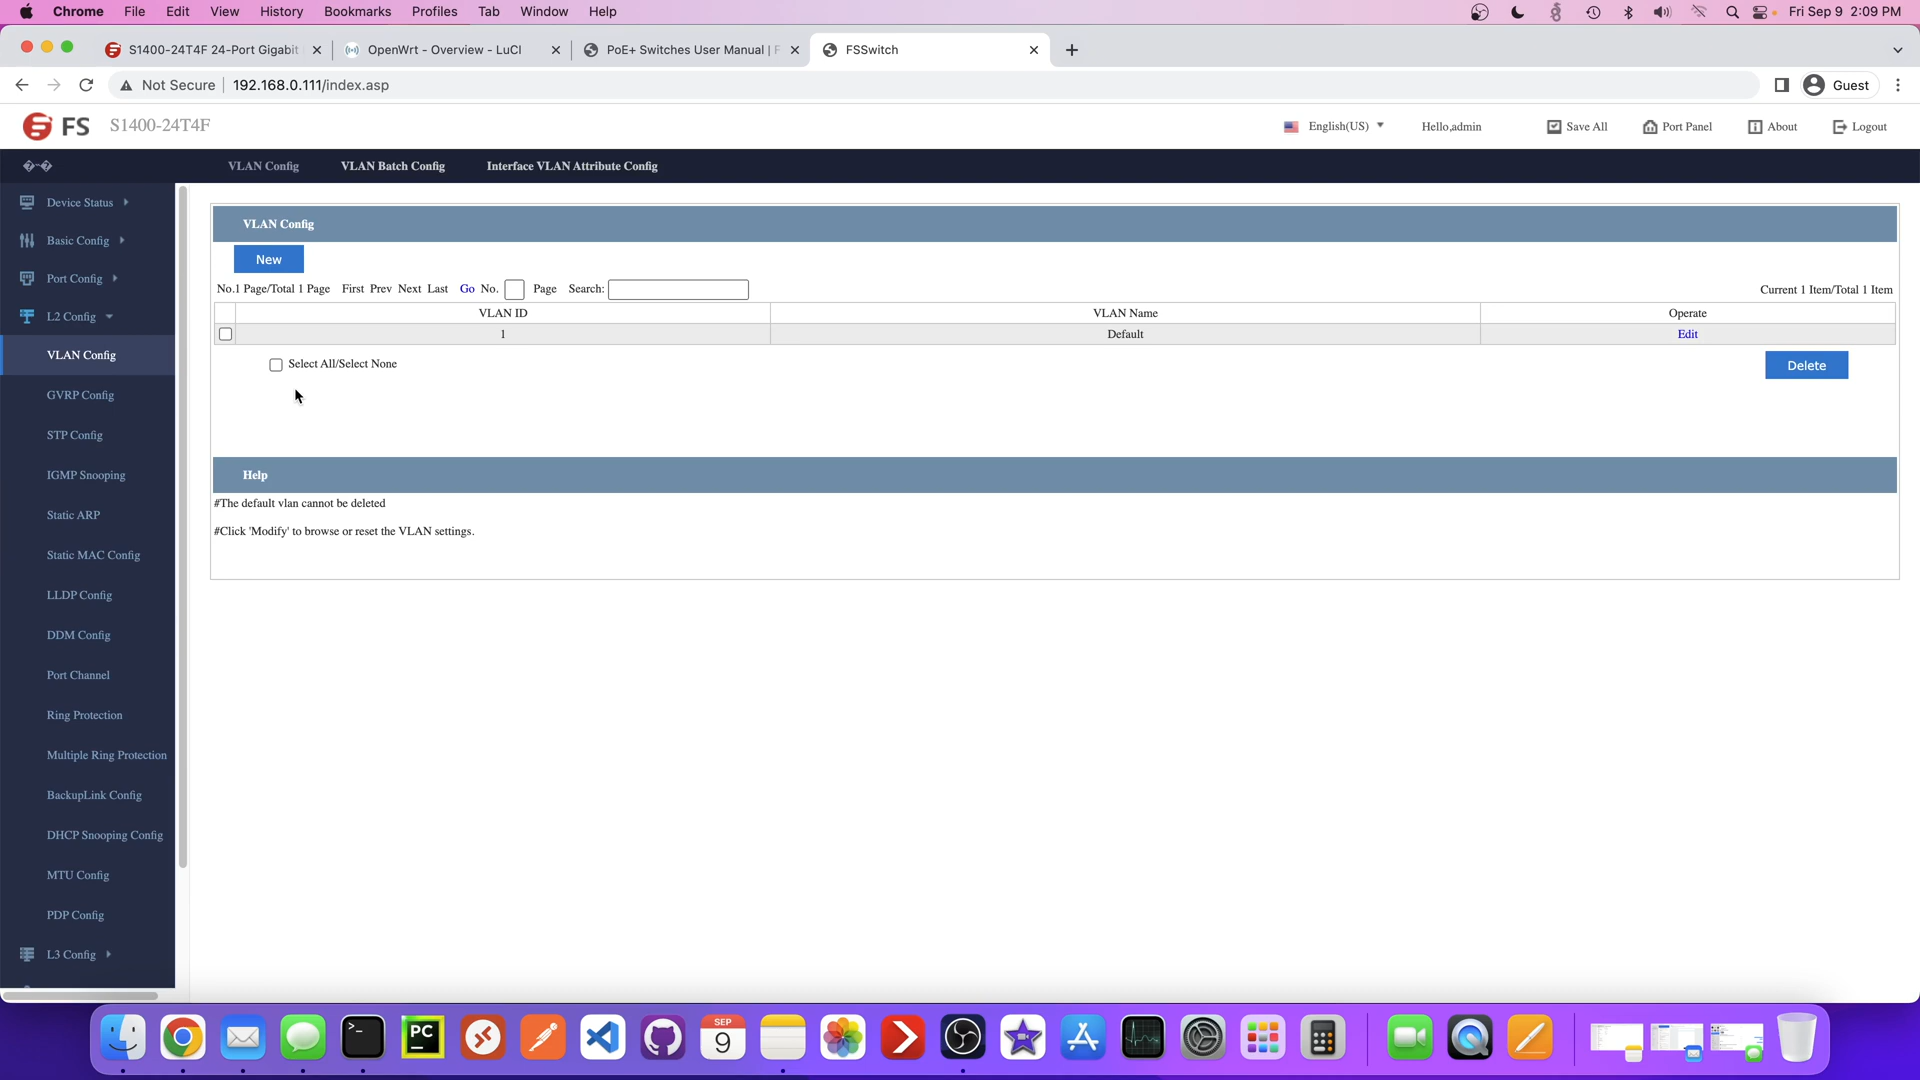 Chrome File Edit View History Bookmarks Profiles Tab Window Help Fri Sep 9 2:09 PM
S1400-24T4F 24-Port Gigabit OpenWrt - Overview - LuCI PoE+ Switches User Manual | F FSSwitch
Not Secure 192.168.0.111/index.asp Guest
FS S1400-24T4F English(US) Hello,admin Save All Port Panel About Logout
�~� VLAN Config VLAN Batch Config Interface VLAN Attribute Config
Device Status
Basic Config
Port Config
L2 Config
VLAN Config
GVRP Config
STP Config
IGMP Snooping
Static ARP
Static MAC Config
LLDP Config
DDM Config
Port Channel
Ring Protection
Multiple Ring Protection
BackupLink Config
DHCP Snooping Config
MTU Config
PDP Config
L3 Config
VLAN Config
New
No.1 Page/Total 1 Page First Prev Next Last Go No. Page Search: Current 1 Item/Total 1 Item
VLAN ID VLAN Name Operate
1 Default Edit
Select All/Select None Delete
Help
#The default vlan cannot be deleted
#Click 'Modify' to browse or reset the VLAN settings.
PC
SEP
9